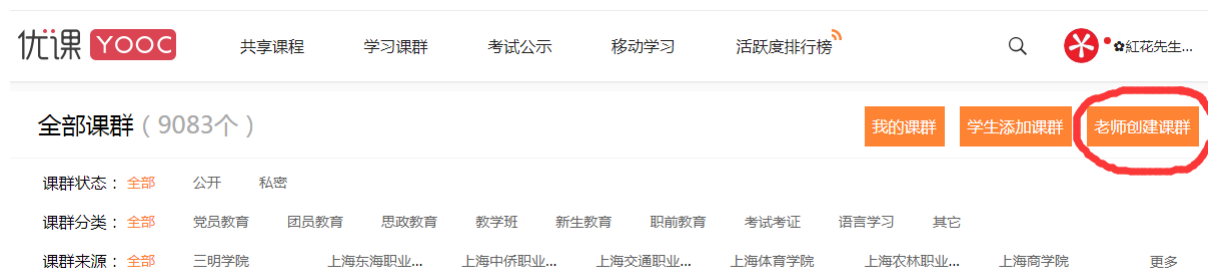 优课 YOOC 共享课程 学习课群 考试公示 移动学习 活跃度排行榜 ✿紅花先生...
全部课群（9083个） 我的课群 学生添加课群 老师创建课群
课群状态：全部 公开 私密
课群分类：全部 党员教育 团员教育 思政教育 教学班 新生教育 职前教育 考试考证 语言学习 其它
课群来源：全部 三明学院 上海东海职业... 上海中侨职业... 上海交通职业... 上海体育学院 上海农林职业... 上海商学院 更多